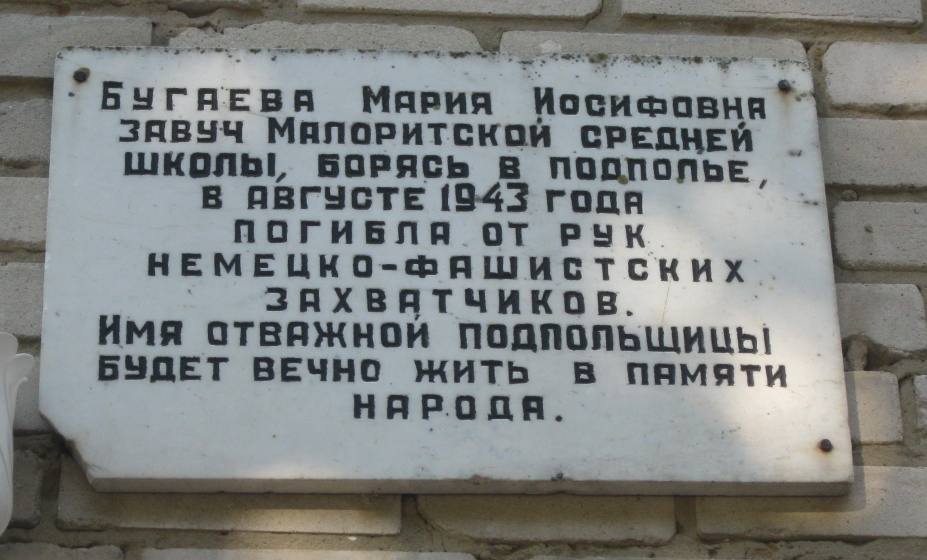 Бугаева Мария Иосифовна
завуч Малоритской средней
школы, борясь в подполье,
в августе 1943 года
погибла от рук
немецко-фашистских
захватчиков.
Имя отважной подпольщицы
будет вечно жить в памяти
народа.